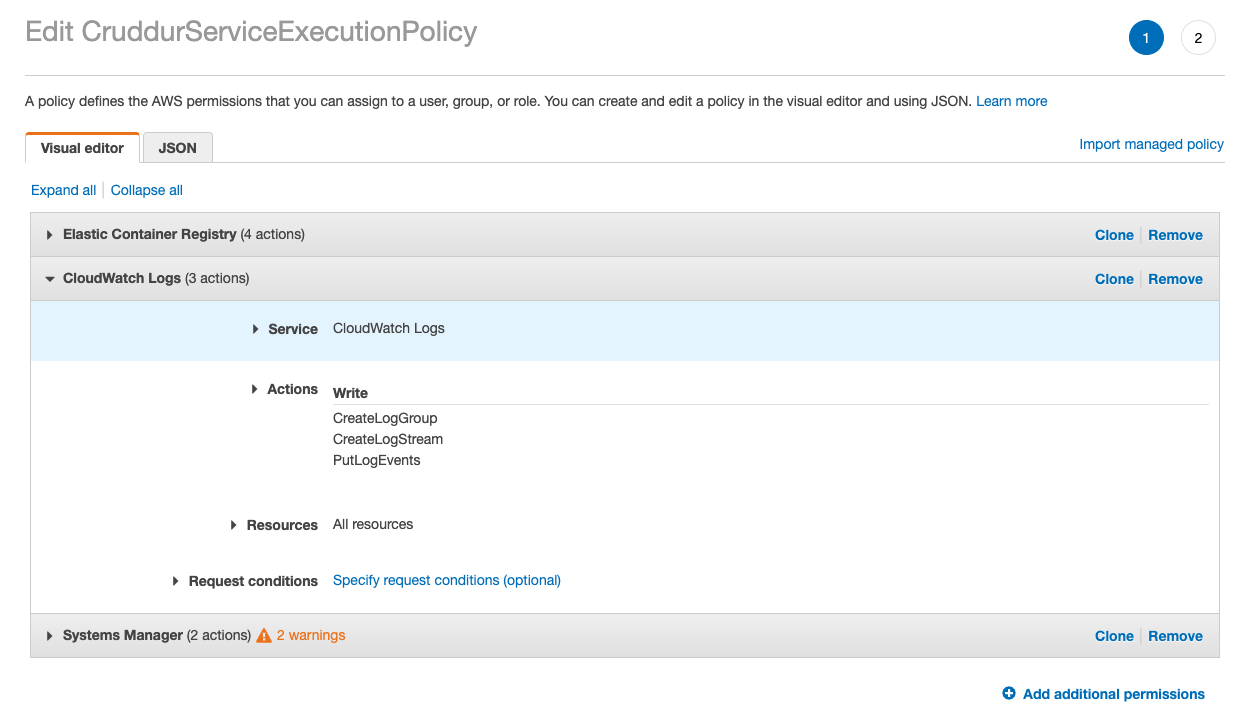 Edit CruddurServiceExecutionPolicy
1 2
A policy defines the AWS permissions that you can assign to a user, group, or role. You can create and edit a policy in the visual editor and using JSON. Learn more
Visual editor JSON Import managed policy
Expand all Collapse all
Elastic Container Registry (4 actions) Clone Remove
CloudWatch Logs (3 actions) Clone Remove
Service CloudWatch Logs
Actions Write
CreateLogGroup
CreateLogStream
PutLogEvents
Resources All resources
Request conditions Specify request conditions (optional)
Systems Manager (2 actions) 2 warnings Clone Remove
Add additional permissions